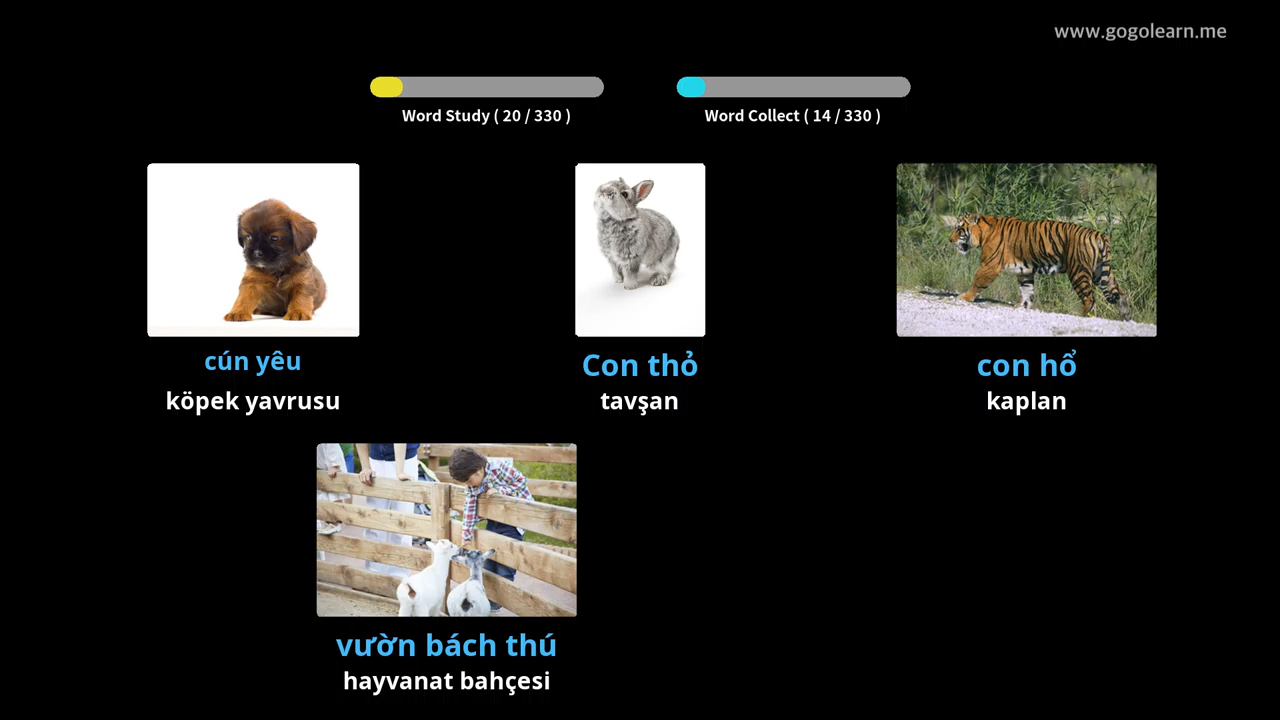 www.gogolearn.me
Word Study ( 20 / 330 )
Word Collect ( 14 / 330 )
cún yêu
köpek yavrusu
Con thỏ
tavşan
con hổ
kaplan
vườn bách thú
hayvanat bahçesi